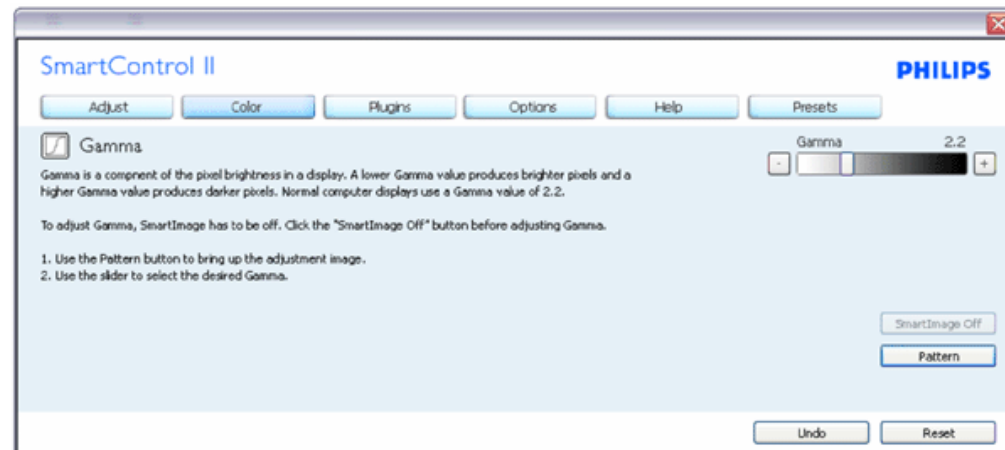 SmartControl II
PHILIPS
Adjust Color Plugins Options Help Presets
Gamma
Gamma 2.2
- +
Gamma is a compnent of the pixel brightness in a display. A lower Gamma value produces brighter pixels and a
higher Gamma value produces darker pixels. Normal computer displays use a Gamma value of 2.2.
To adjust Gamma, SmartImage has to be off. Click the "SmartImage Off" button before adjusting Gamma.
1. Use the Pattern button to bring up the adjustment image.
2. Use the slider to select the desired Gamma.
SmartImage Off
Pattern
Undo Reset